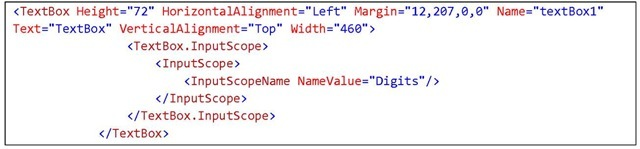 <TextBox Height="72" HorizontalAlignment="Left" Margin="12,207,0,0" Name="textBox1"
Text="TextBox" VerticalAlignment="Top" Width="460">
<TextBox.InputScope>
<InputScope>
<InputScopeName NameValue="Digits"/>
</InputScope>
</TextBox.InputScope>
</TextBox>